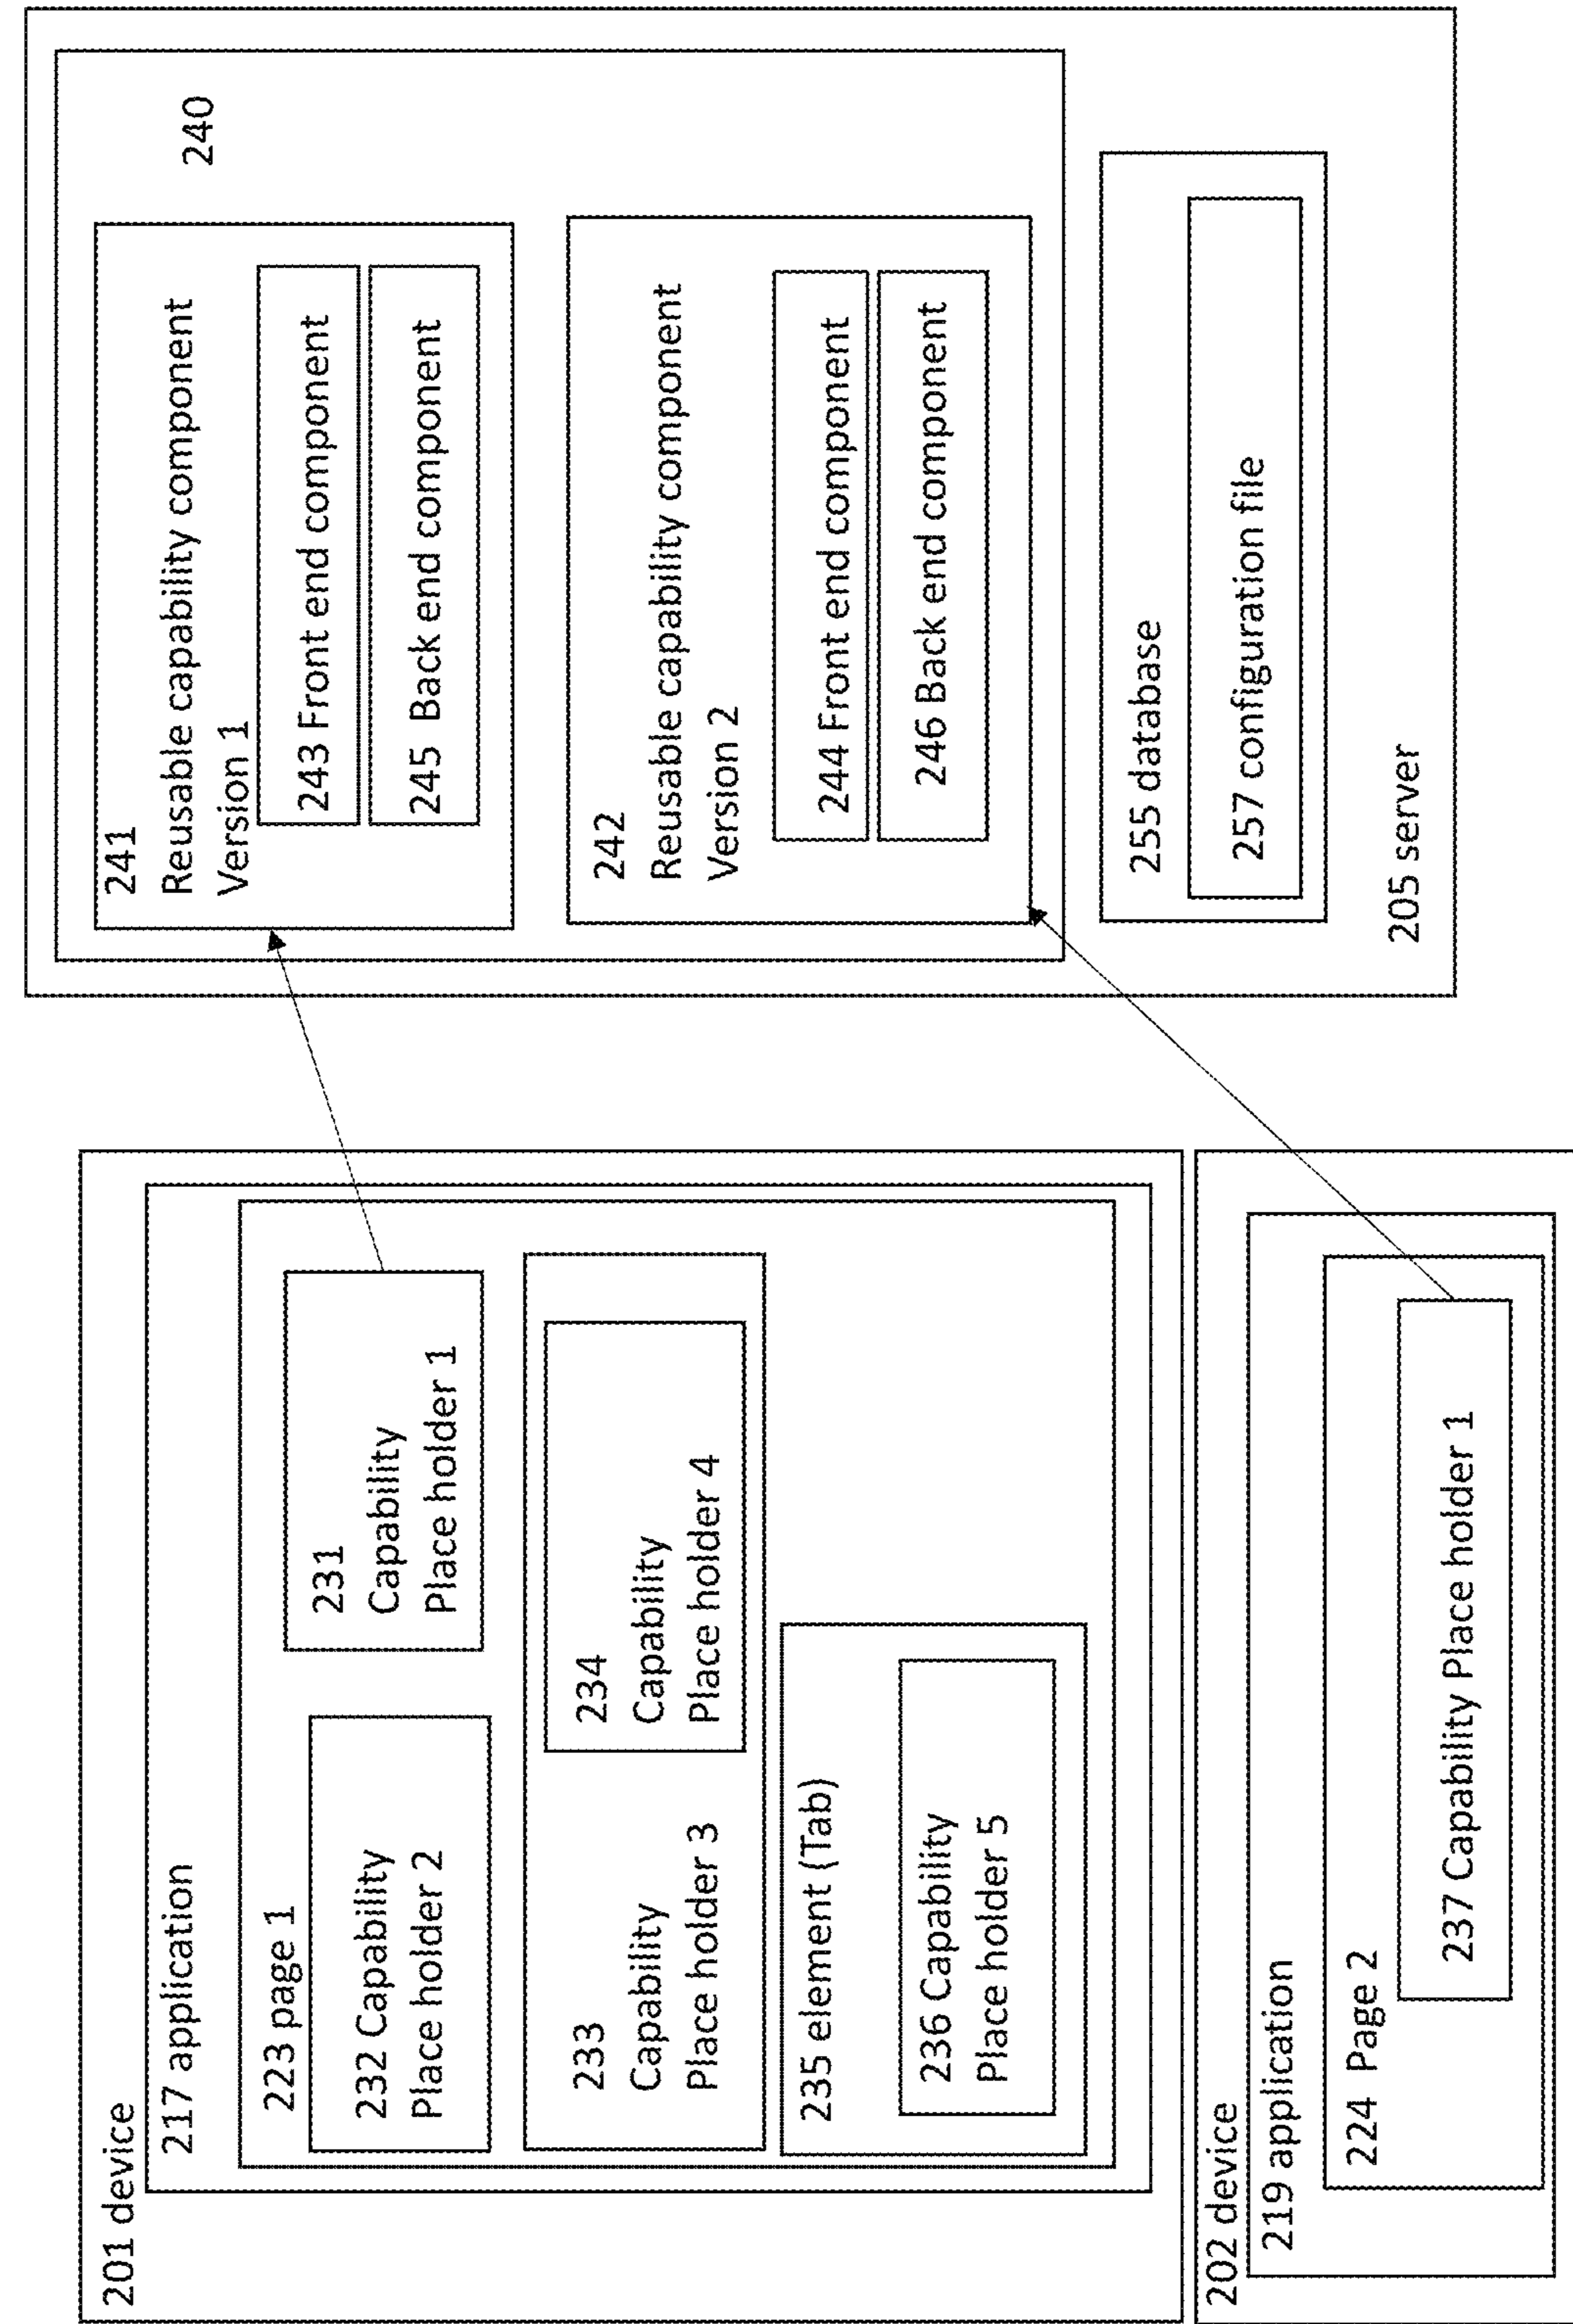 201 device
217 application
223 page 1
232 Capability
Place holder 2
231
Capability
Place holder 1
233
Capability
Place holder 3
234
Capability
Place holder 4
235 element (Tab)
236 Capability
Place holder 5
202 device
219 application
224 Page 2
237 Capability Place holder 1
240
241
Reusable capability component
Version 1
243 Front end component
245 Back end component
242
Reusable capability component
Version 2
244 Front end component
246 Back end component
255 database
257 configuration file
205 server